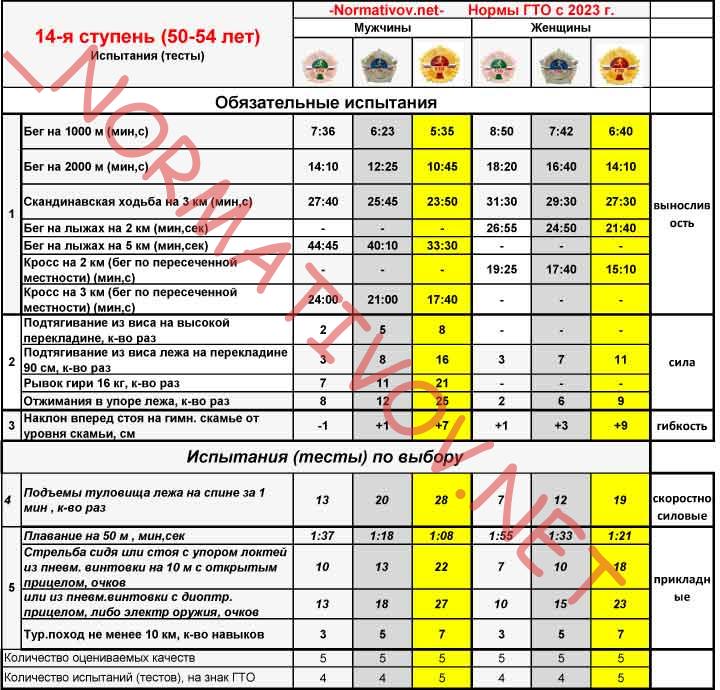 -Normativov.net- Нормы ГТО с 2023 г.
14-я ступень (50-54 лет)
Испытания (тесты)
Мужчины Женщины
Обязательные испытания
1
Бег на 1000 м (мин,с) 7:36 6:23 5:35 8:50 7:42 6:40
Бег на 2000 м (мин,с) 14:10 12:25 10:45 18:20 16:40 14:10
Скандинавская ходьба на 3 км (мин,с) 27:40 25:45 23:50 31:30 29:30 27:30
вынослив
ость
Бег на лыжах на 2 км (мин,сек) - - - 26:55 24:50 21:40
Бег на лыжах на 5 км (мин,сек) 44:45 40:10 33:30 - - -
Кросс на 2 км (бег по пересеченной
местности) (мин,с) - - - 19:25 17:40 15:10
Кросс на 3 км (бег по пересеченной
местности) (мин,с) 24:00 21:00 17:40 - - -
2
Подтягивание из виса на высокой
перекладине, к-во раз 2 5 8 - - -
Подтягивание из виса лежа на перекладине
90 см, к-во раз 3 8 16 3 7 11
сила
Рывок гири 16 кг, к-во раз 7 11 21 - - -
Отжимания в упоре лежа, к-во раз 8 12 25 2 6 9
3
Наклон вперед стоя на гимн. скамье от
уровня скамьи, см -1 +1 +7 +1 +3 +9
гибкость
Испытания (тесты) по выбору
4
Подъемы туловища лежа на спине за 1
мин , к-во раз 13 20 28 7 12 19
скоростно
силовые
5
Плавание на 50 м , мин,сек 1:37 1:18 1:08 1:55 1:33 1:21
Стрельба сидя или стоя с упором локтей
из пневм. винтовки на 10 м с открытым
прицелом, очков 10 13 22 7 10 18
прикладн
ые
или из пневм.винтовки с диоптр.
прицелом, либо электр оружия, очков 13 18 27 10 15 23
Тур.поход не менее 10 км, к-во навыков 3 5 7 3 5 7
Количество оцениваемых качеств 5 5 5 5 5 5
Количество испытаний (тестов), на знак ГТО 4 4 5 4 4 5
NORMATIVOV.NET